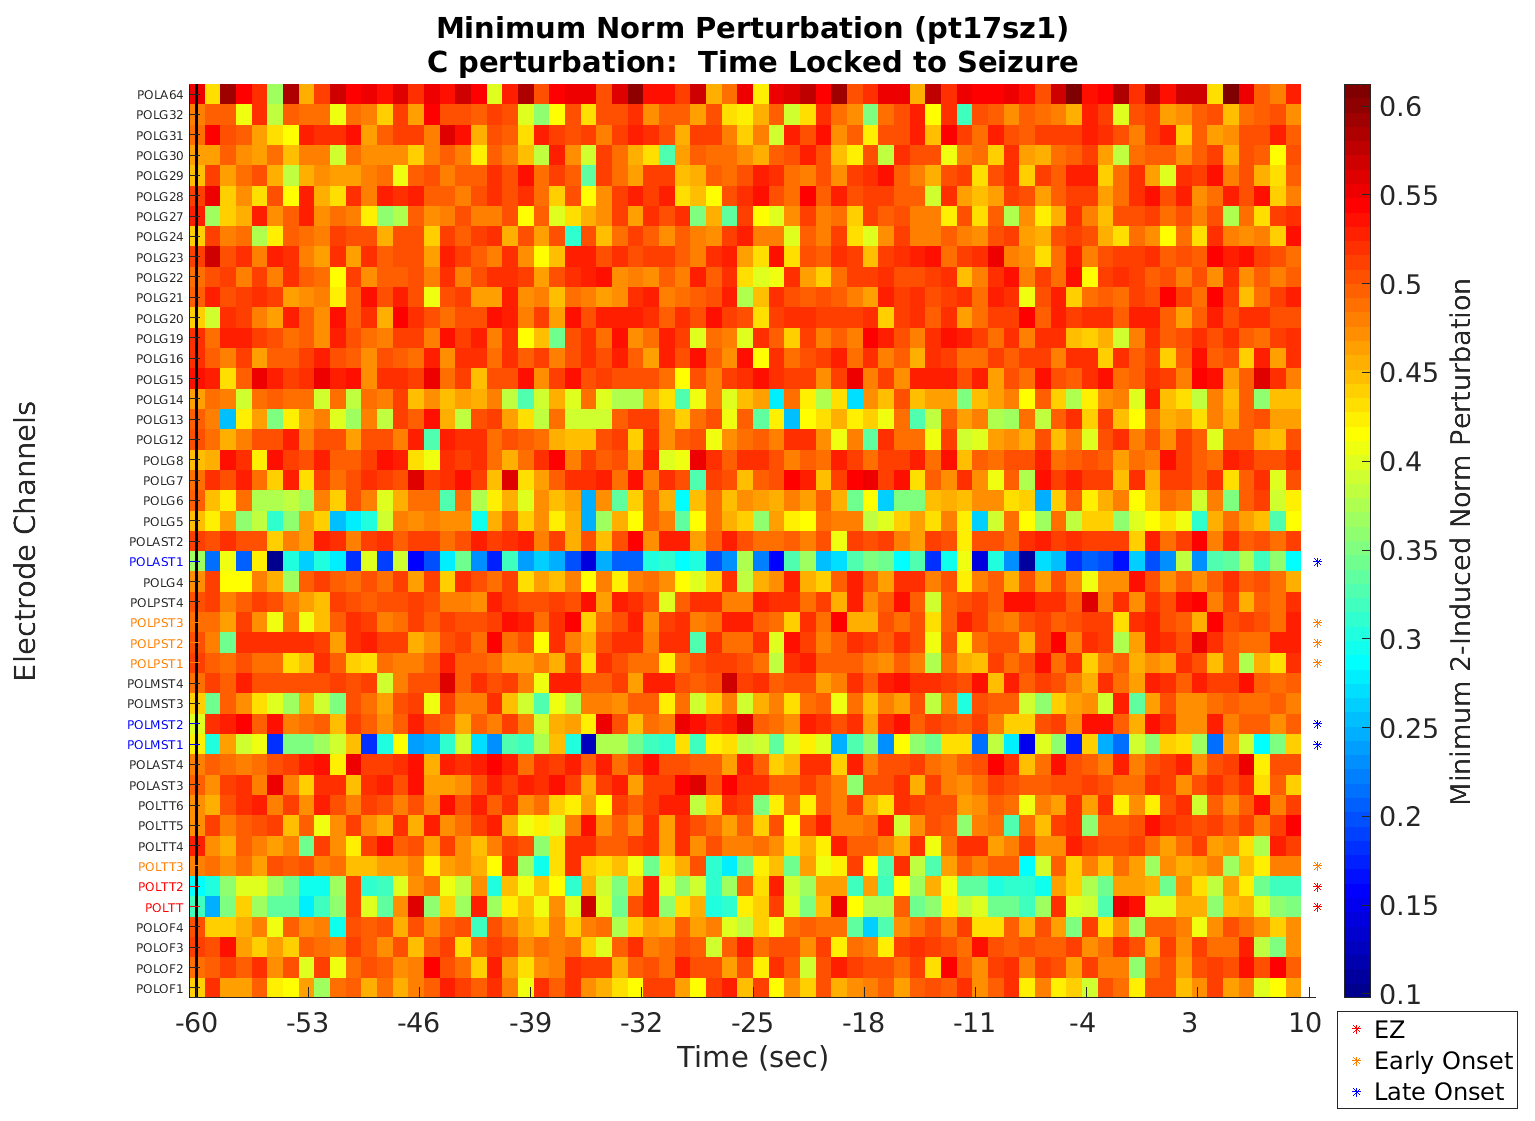 Minimum Norm Perturbation (pt17sz1)
C perturbation:  Time Locked to Seizure
Electrode Channels
POLA64
POLG32
POLG31
POLG30
POLG29
POLG28
POLG27
POLG24
POLG23
POLG22
POLG21
POLG20
POLG19
POLG16
POLG15
POLG14
POLG13
POLG12
POLG8
POLG7
POLG6
POLG5
POLAST2
POLAST1
POLG4
POLPST4
POLPST3
POLPST2
POLPST1
POLMST4
POLMST3
POLMST2
POLMST1
POLAST4
POLAST3
POLTT6
POLTT5
POLTT4
POLTT3
POLTT2
POLTT
POLOF4
POLOF3
POLOF2
POLOF1
-60 -53 -46 -39 -32 -25 -18 -11 -4 3 10
Time (sec)
0.6
0.55
0.5
0.45
0.4
0.35
0.3
0.25
0.2
0.15
0.1
Minimum 2-Induced Norm Perturbation
EZ
Early Onset
Late Onset